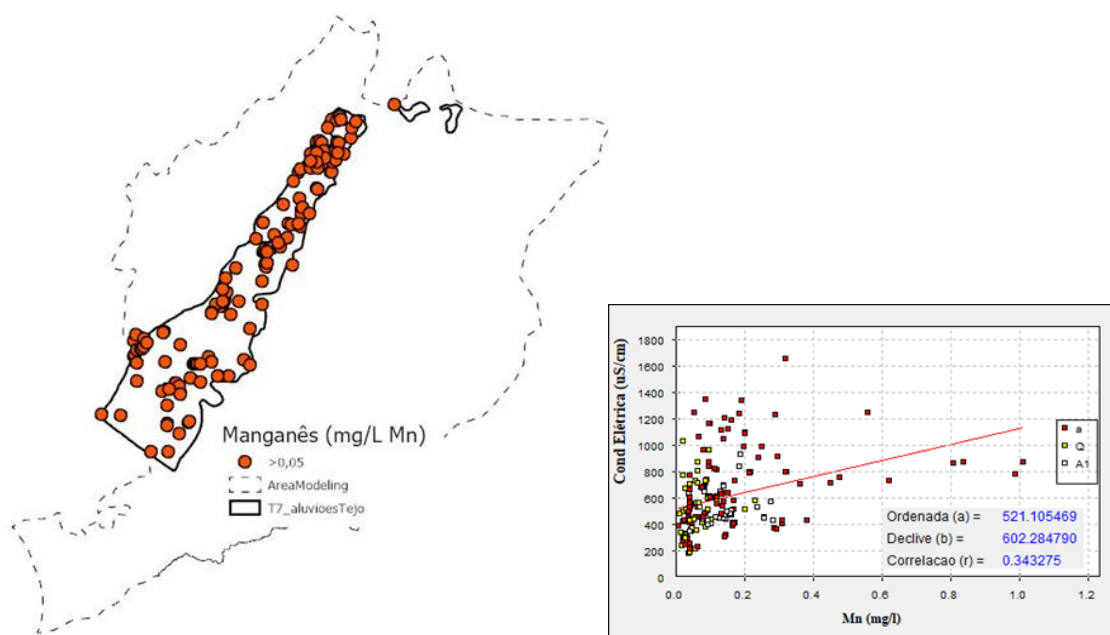 Manganês (mg/L Mn)
>0,05
AreaModeling
T7_aluvioesTejo
Cond Elétrica (uS/cm)
1800
1600
1400
1200
1000
800
600
400
200
0
0.0 0.2 0.4 0.6 0.8 1.0 1.2
Mn (mg/l)
a
Q
A1
Ordenada (a) = 521.105469
Declive (b) = 602.284790
Correlacao (r) = 0.343275